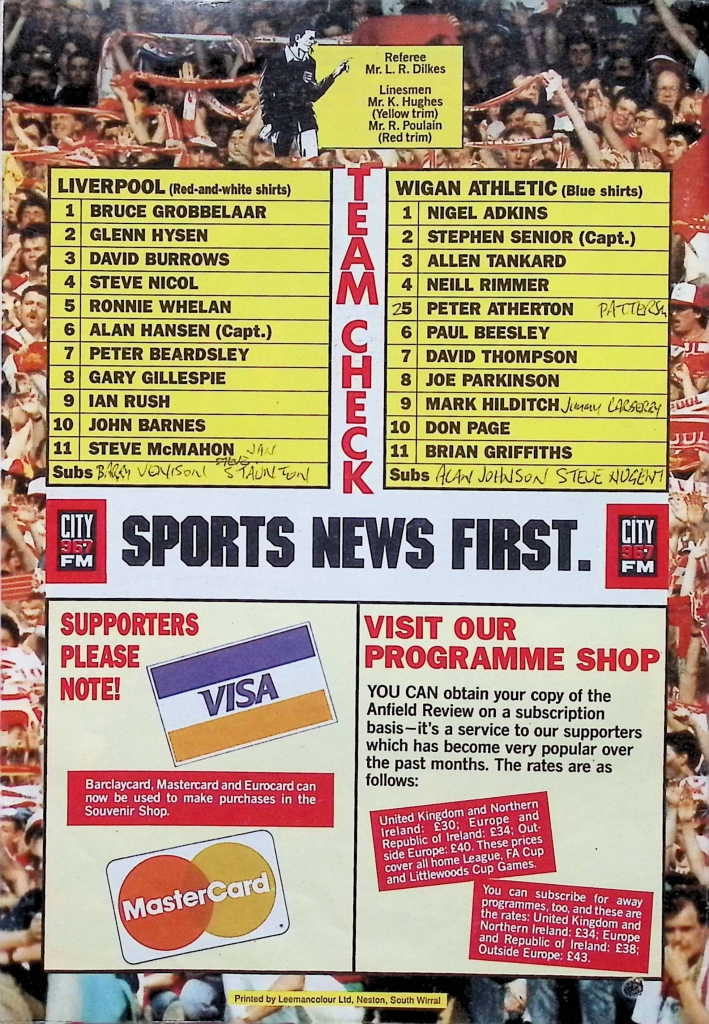 Referee
Mr. L. R. Dilkes
Linesmen
Mr. K. Hughes
(Yellow trim)
Mr. R. Poulain
(Red trim)
TEAM CHECK
LIVERPOOL (Red-and-white shirts)
1 BRUCE GROBBELAAR
2 GLENN HYSEN
3 DAVID BURROWS
4 STEVE NICOL
5 RONNIE WHELAN
6 ALAN HANSEN (Capt.)
7 PETER BEARDSLEY
8 GARY GILLESPIE
9 IAN RUSH
10 JOHN BARNES
11 STEVE McMAHON JAN
Subs BARRY VENISON STEVE STAUNTON
WIGAN ATHLETIC (Blue shirts)
1 NIGEL ADKINS
2 STEPHEN SENIOR (Capt.)
3 ALLEN TANKARD
4 NEILL RIMMER
5 PETER ATHERTON
6 PAUL BEESLEY
7 DAVID THOMPSON
8 JOE PARKINSON
9 MARK HILDITCH Jimmy
10 DON PAGE
11 BRIAN GRIFFITHS
Subs ALAN JOHNSON STEVE NUGENT
CITY
967
FM
SPORTS NEWS FIRST.
CITY
967
FM
SUPPORTERS
PLEASE
NOTE!
VISA
Barclaycard, Mastercard and Eurocard can
now be used to make purchases in the
Souvenir Shop.
MasterCard
VISIT OUR
PROGRAMME SHOP
YOU CAN obtain your copy of the
Anfield Review on a subscription
basis—it's a service to our supporters
which has become very popular over
the past months. The rates are as
follows:
United Kingdom and Northern
Ireland: £30; Europe and
Republic of Ireland: £34; Out-
side Europe: £40. These prices
cover all home League, FA Cup
and Littlewoods Cup Games.
You can subscribe for away
programmes, too, and these are
the rates: United Kingdom and
Northern Ireland: £34; Europe
and Republic of Ireland: £38;
Outside Europe: £43.
Printed by Leemancolour Ltd, Neston, South Wirral